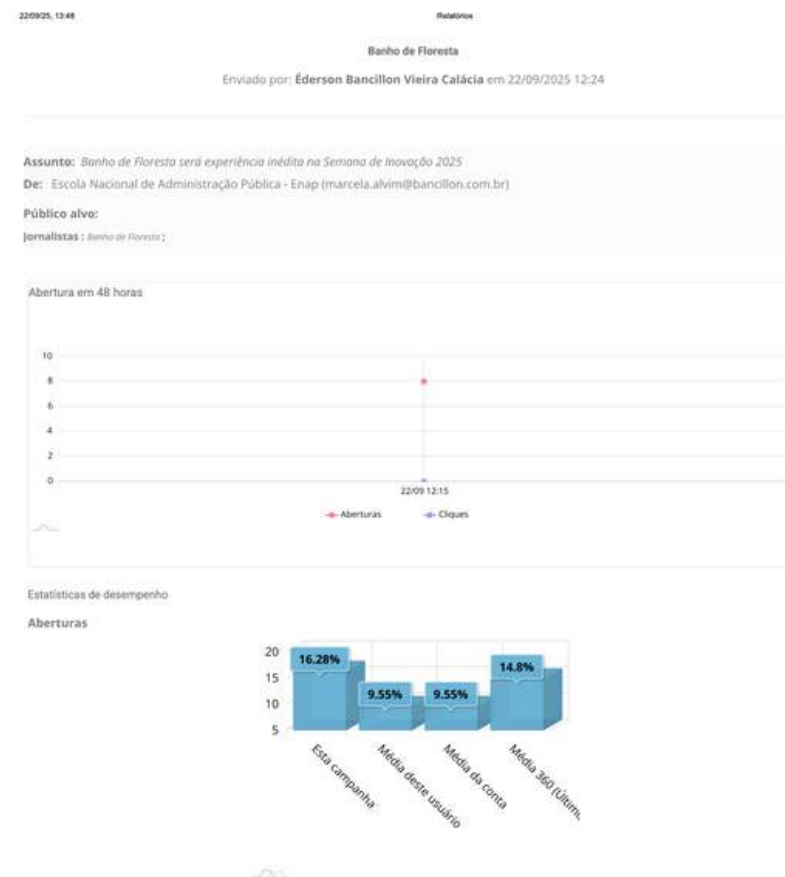 22/09/25, 13:48
Relatórios
Banho de Floresta
Enviado por: Éderson Bancillon Vieira Calácia em 22/09/2025 12:24
Assunto: Banho de Floresta será experiência inédita na Semana de Inovação 2025
De: Escola Nacional de Administração Pública - Enap (marcela.alvim@bancillon.com.br)
Público alvo:
Jornalistas : Banho de Floresta ;
Abertura em 48 horas
10
8
6
4
2
0
22/09 12:15
Aberturas
Cliques
Estatísticas de desempenho
Aberturas
20
15
10
5
16.28%
9.55%
9.55%
14.8%
Esta campanha
Média deste usuário
Média da conta
Média 360 (Último